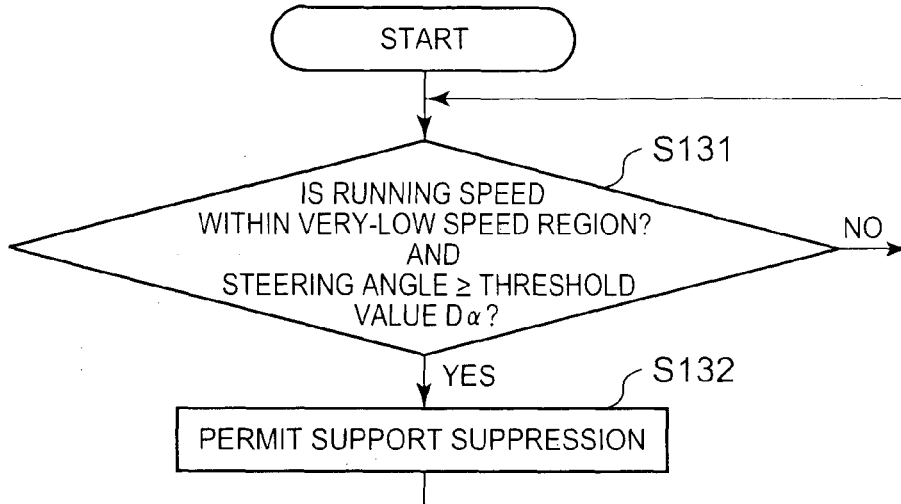 START
S131
IS RUNNING SPEED
WITHIN VERY-LOW SPEED REGION?
AND
STEERING ANGLE ≥ THRESHOLD
VALUE Dα?
NO
YES
S132
PERMIT SUPPORT SUPPRESSION